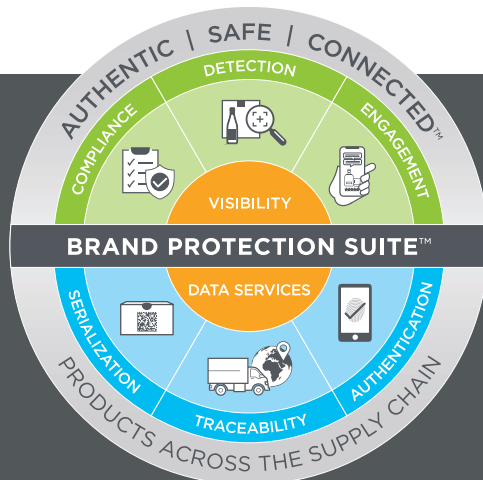 AUTHENTIC | SAFE | CONNECTED™
DETECTION
COMPLIANCE
ENGAGEMENT
VISIBILITY
BRAND PROTECTION SUITE™
DATA SERVICES
SERIALIZATION
AUTHENTICATION
TRACEABILITY
PRODUCTS ACROSS THE SUPPLY CHAIN